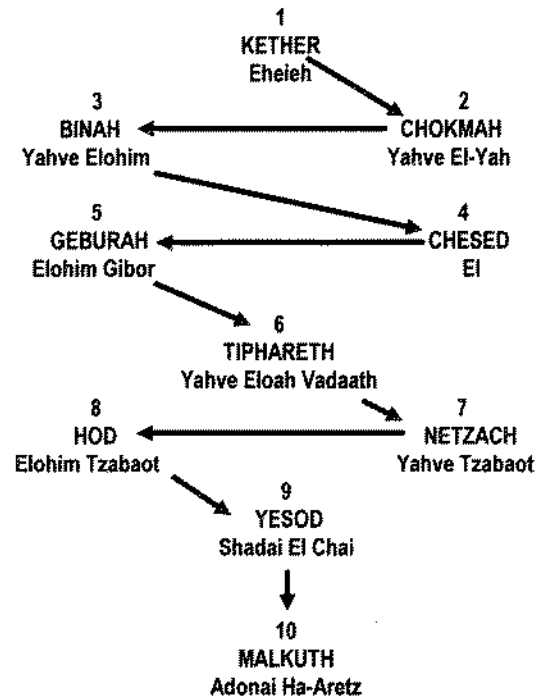 1
KETHER
Eheieh
3
BINAH
Yahve Elohim
2
CHOKMAH
Yahve El-Yah
5
GEBURAH
Elohim Gibor
4
CHESED
El
6
TIPHARETH
Yahve Eloah Vadaath
8
HOD
Elohim Tzabaot
7
NETZACH
Yahve Tzabaot
9
YESOD
Shadai El Chai
10
MALKUTH
Adonai Ha-Aretz